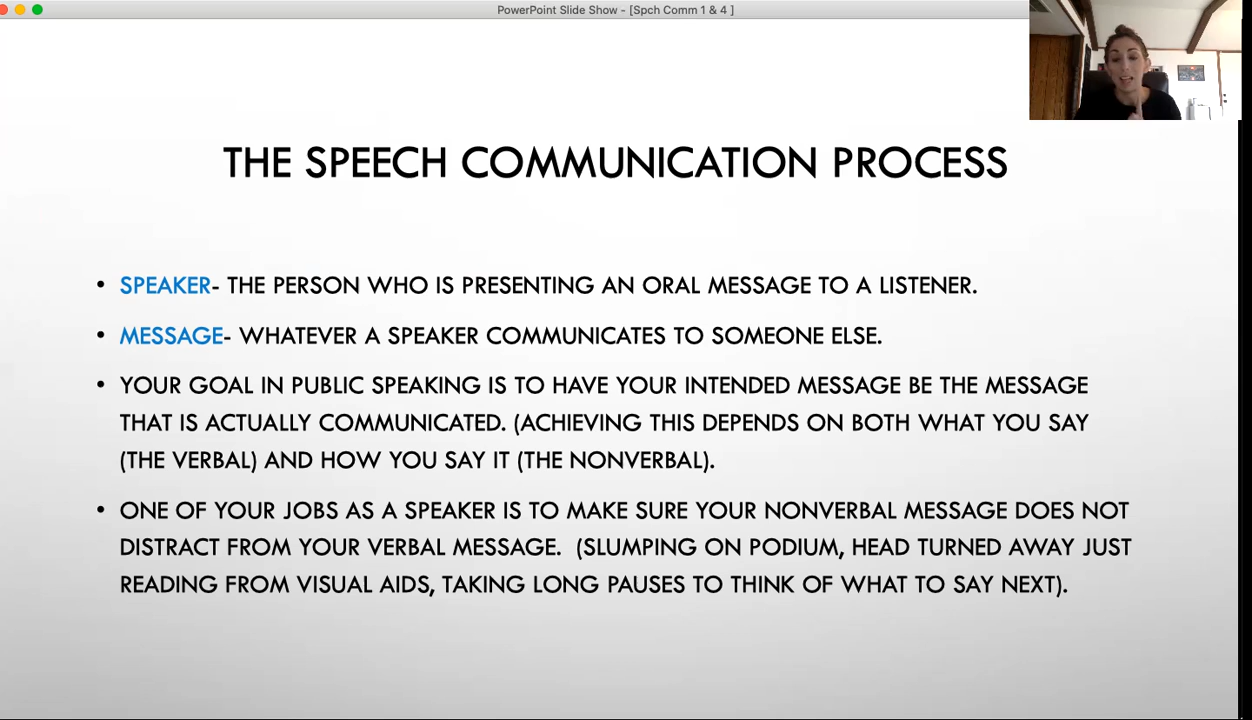 PowerPoint Slide Show - [Spch Comm 1 & 4 ]
THE SPEECH COMMUNICATION PROCESS
• SPEAKER- THE PERSON WHO IS PRESENTING AN ORAL MESSAGE TO A LISTENER.
• MESSAGE- WHATEVER A SPEAKER COMMUNICATES TO SOMEONE ELSE.
• YOUR GOAL IN PUBLIC SPEAKING IS TO HAVE YOUR INTENDED MESSAGE BE THE MESSAGE
THAT IS ACTUALLY COMMUNICATED. (ACHIEVING THIS DEPENDS ON BOTH WHAT YOU SAY
(THE VERBAL) AND HOW YOU SAY IT (THE NONVERBAL).
• ONE OF YOUR JOBS AS A SPEAKER IS TO MAKE SURE YOUR NONVERBAL MESSAGE DOES NOT
DISTRACT FROM YOUR VERBAL MESSAGE.  (SLUMPING ON PODIUM, HEAD TURNED AWAY JUST
READING FROM VISUAL AIDS, TAKING LONG PAUSES TO THINK OF WHAT TO SAY NEXT).